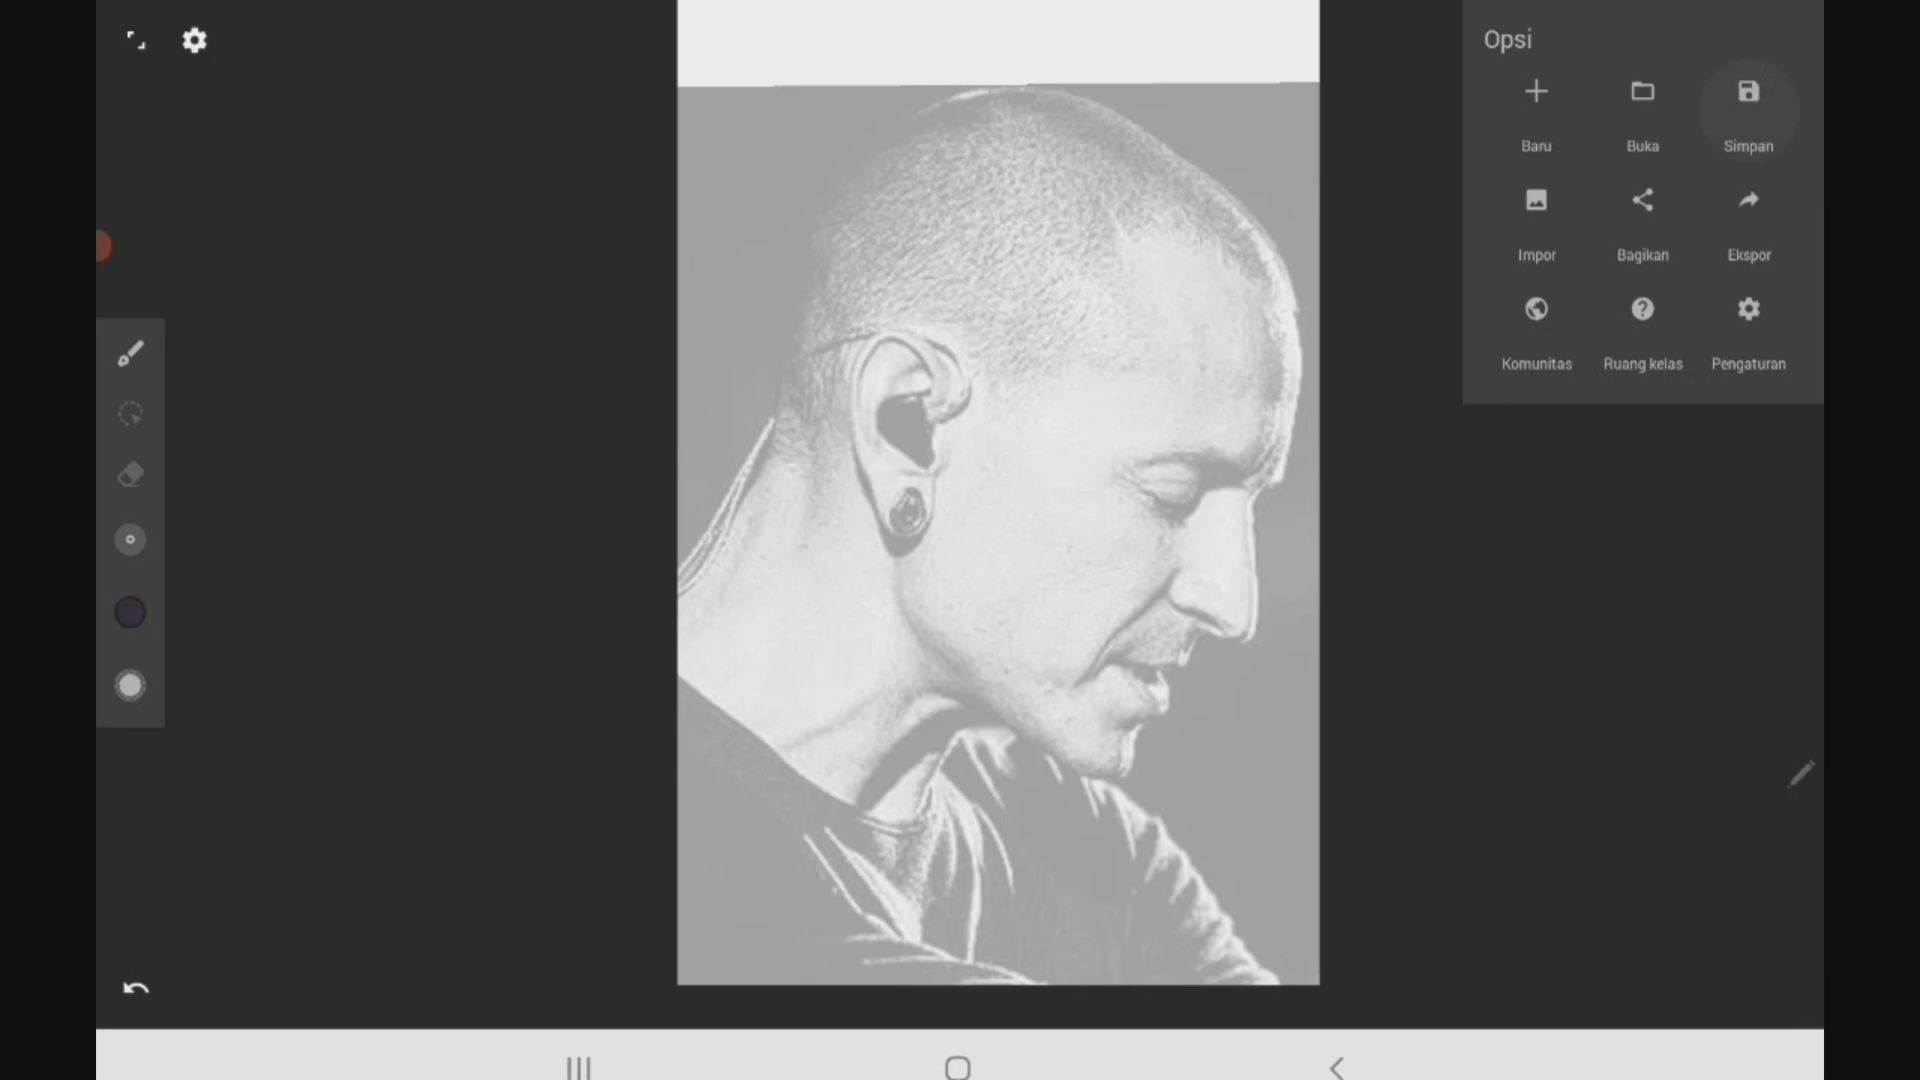 Opsi
Baru Buka Simpan
Impor Bagikan Ekspor
Komunitas Ruang kelas Pengaturan